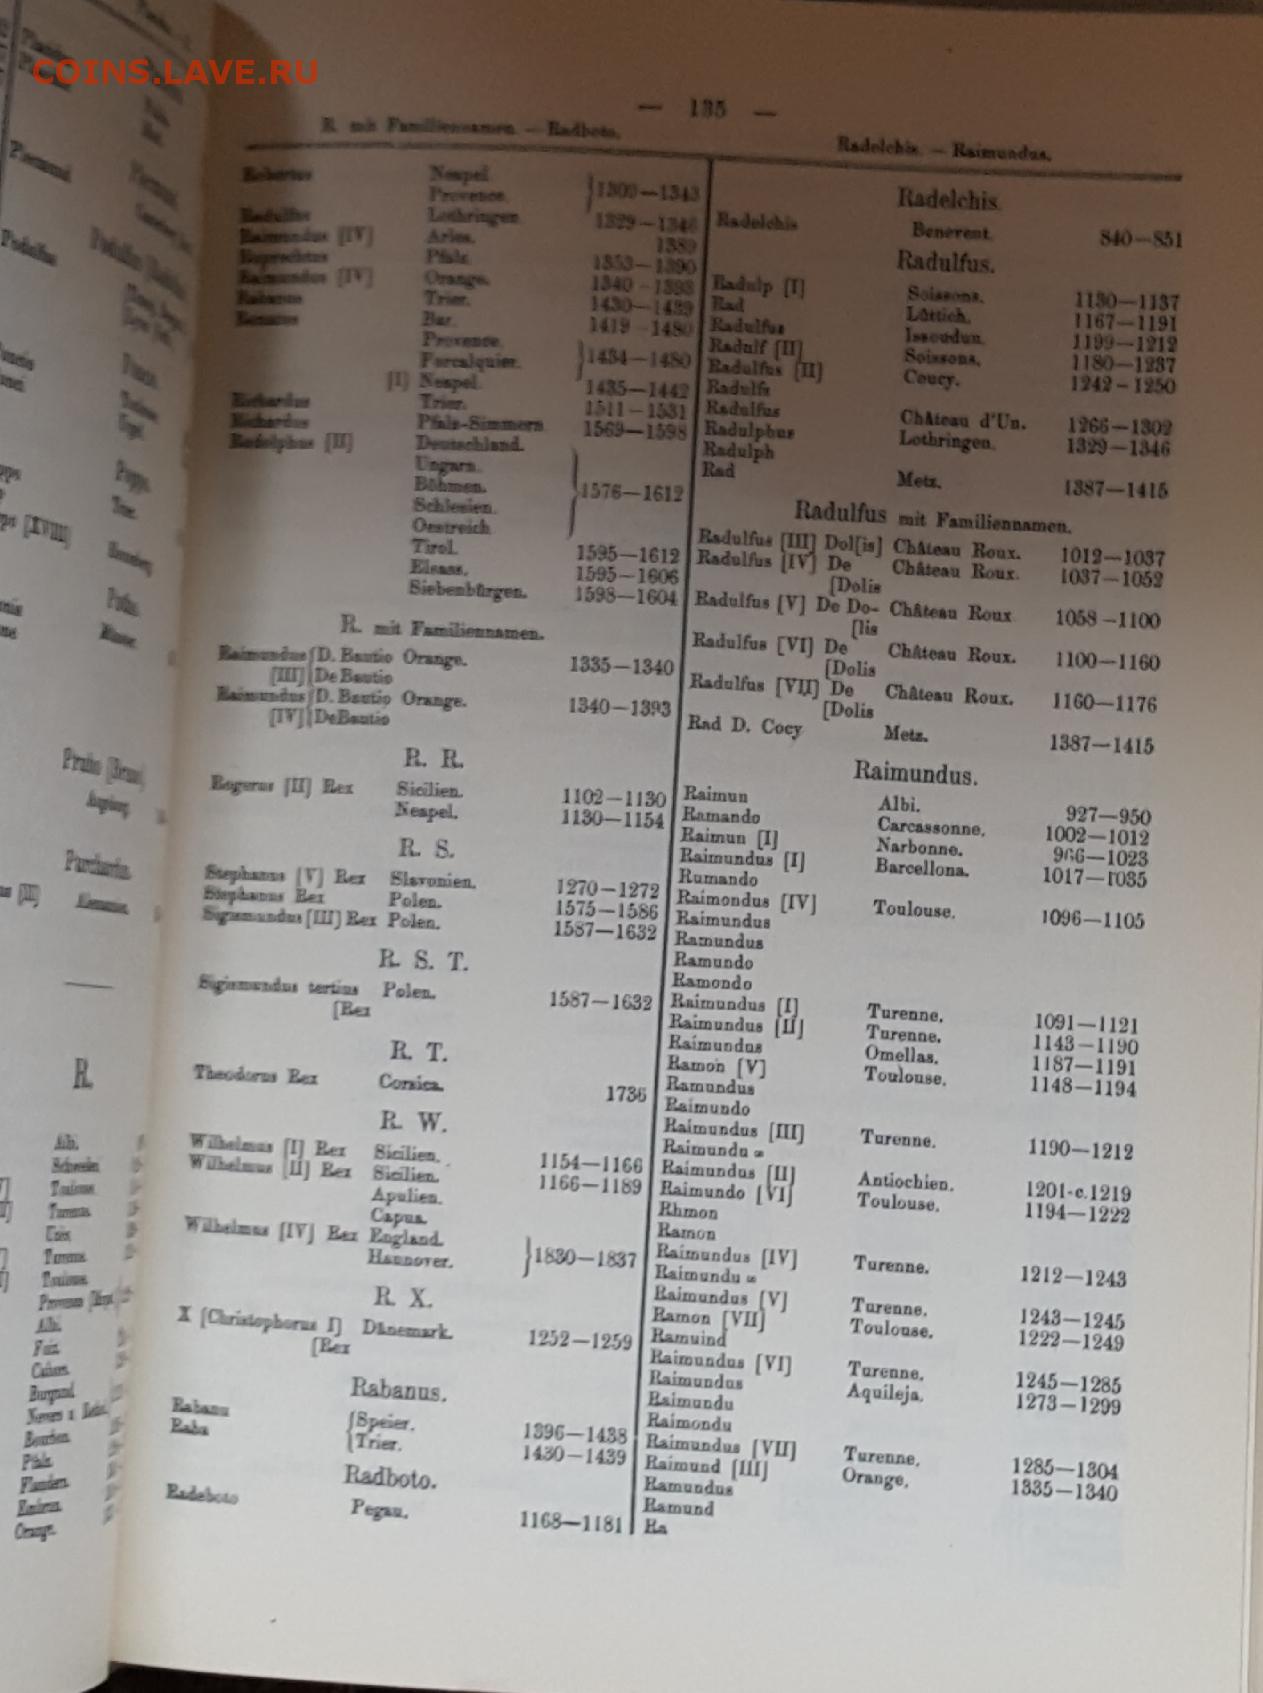 COINS.LAVE.RU
— 135 —
R. mit Familiennamen. — Radboto.
Robertus Neapel. } 1309—1343
Provence.
Radulfus Lothringen. 1329—1346
Raimundus [IV] Arles. 1389
Ruprechtus Pfalz. 1353—1390
Raimundus [IV] Orange. 1340—1393
Rabanus Trier. 1430—1439
Renatus Bar. 1419—1480
Provence. } 1434—1480
Forcalquier.
[I] Neapel. 1435—1442
Richardus Trier. 1511—1531
Richardus Pfalz-Simmern. 1569—1598
Rodolphus [II] Deutschland. } 1576—1612
Ungarn.
Böhmen.
Schlesien.
Oestreich.
Tirol. 1595—1612
Elsass. 1595—1606
Siebenbürgen. 1598—1604
R. mit Familiennamen.
Raimundus { D. Bautio Orange. 1335—1340
[III] { De Bautio
Raimundus { D. Bautio Orange. 1340—1393
[IV] { DeBautio
R. R.
Rogerus [II] Rex Sicilien. 1102—1130
Neapel. 1130—1154
R. S.
Stephanus [V] Rex Slavonien. 1270—1272
Stephanus Rex Polen. 1575—1586
Sigismundus [III] Rex Polen. 1587—1632
R. S. T.
Sigismundus tertius Polen. 1587—1632
[Rex
R. T.
Theodorus Rex Corsica. 1736
R. W.
Wilhelmus [I] Rex Sicilien. 1154—1166
Wilhelmus [II] Rex Sicilien. 1166—1189
Apulien.
Capua.
Wilhelmus [IV] Rex England. } 1830—1837
Hannover.
R. X.
X [Christophorus I] Dänemark. 1252—1259
[Rex
Rabanus.
Rabanu { Speier. 1396—1438
Raba { Trier. 1430—1439
Radboto.
Radeboto Pegau. 1168—1181
Radelchis. — Raimundus.
Radelchis.
Radelchis Benevent. 840—851
Radulfus.
Radulp [I] Soissons. 1130—1137
Rad Lüttich. 1167—1191
Radulfus Issoudun. 1199—1212
Radulf [II] Soissons. 1180—1237
Radulfus [II] Coucy. 1242—1250
Radulfs
Radulfus Château d'Un. 1266—1302
Radulphus Lothringen. 1329—1346
Radulph
Rad Metz. 1387—1415
Radulfus mit Familiennamen.
Radulfus [III] Dol[is] Château Roux. 1012—1037
Radulfus [IV] De Château Roux. 1037—1052
[Dolis
Radulfus [V] De Do- Château Roux 1058—1100
[lis
Radulfus [VI] De Château Roux. 1100—1160
[Dolis
Radulfus [VII] De Château Roux. 1160—1176
[Dolis
Rad D. Cocy Metz. 1387—1415
Raimundus.
Raimun Albi. 927—950
Ramando Carcassonne. 1002—1012
Raimun [I] Narbonne. 966—1023
Raimundus [I] Barcellona. 1017—1035
Rumando
Raimondus [IV] Toulouse. 1096—1105
Raimundus
Ramundus
Ramundo
Ramondo
Raimundus [I] Turenne. 1091—1121
Raimundus [II] Turenne. 1143—1190
Raimundus Omellas. 1187—1191
Ramon [V] Toulouse. 1148—1194
Ramundus
Raimundo
Raimundus [III] Turenne. 1190—1212
Raimundu ∞
Raimundus [II] Antiochien. 1201-c.1219
Raimundo [VI] Toulouse. 1194—1222
Rhmon
Ramon
Raimundus [IV] Turenne. 1212—1243
Raimundu ∞
Raimundus [V] Turenne. 1243—1245
Ramon [VII] Toulouse. 1222—1249
Ramuind
Raimundus [VI] Turenne. 1245—1285
Raimundus Aquileja. 1273—1299
Raimundu
Raimondu
Raimundus [VII] Turenne. 1285—1304
Raimund [III] Orange. 1335—1340
Ramundus
Ramund
Ra